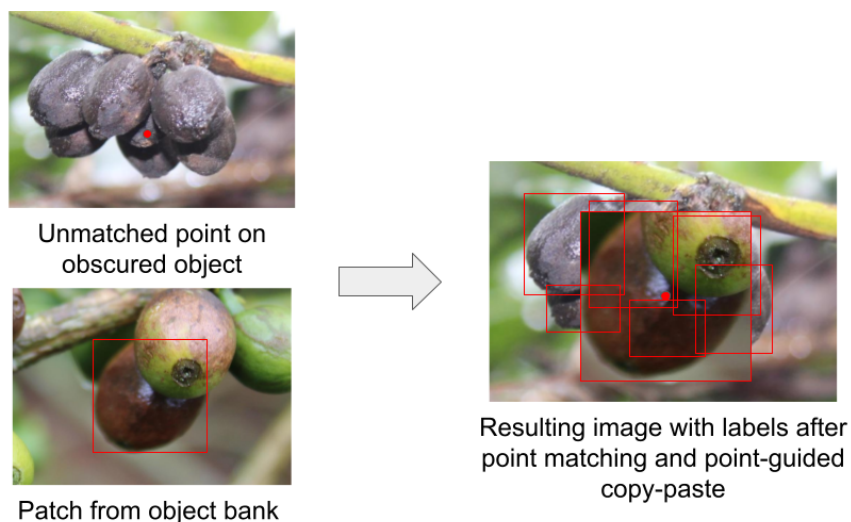 Unmatched point on
obscured object
Patch from object bank
Resulting image with labels after
point matching and point-guided
copy-paste